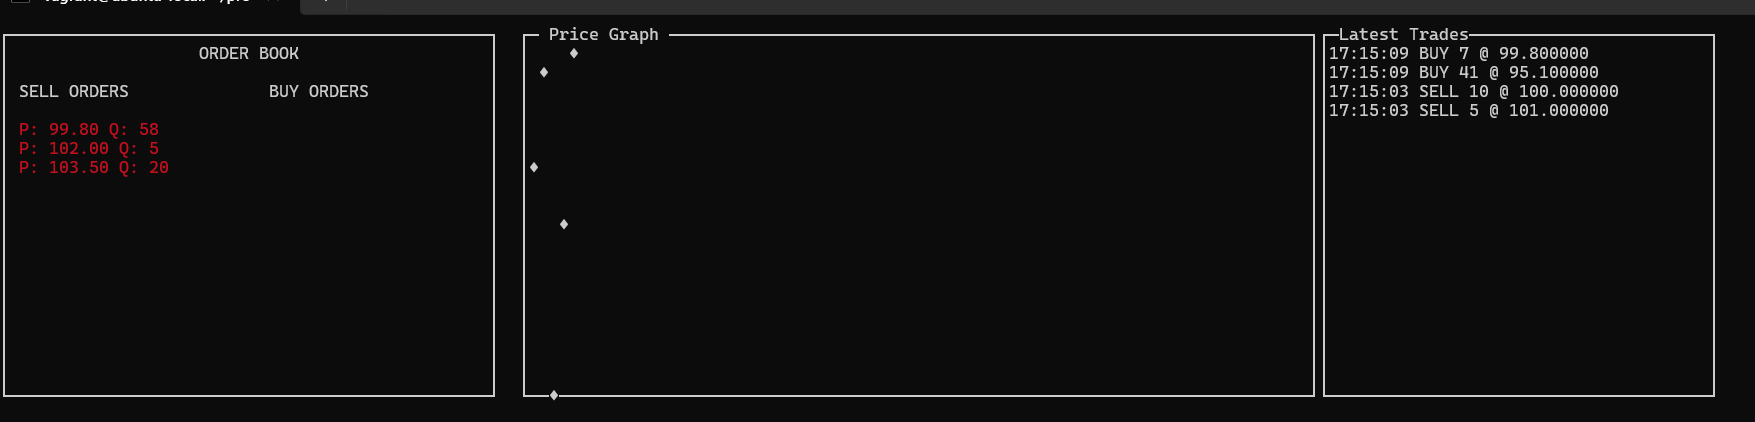 ORDER BOOK
SELL ORDERS BUY ORDERS
P: 99.80 Q: 58
P: 102.00 Q: 5
P: 103.50 Q: 20
Price Graph
Latest Trades
17:15:09 BUY 7 @ 99.800000
17:15:09 BUY 41 @ 95.100000
17:15:03 SELL 10 @ 100.000000
17:15:03 SELL 5 @ 101.000000